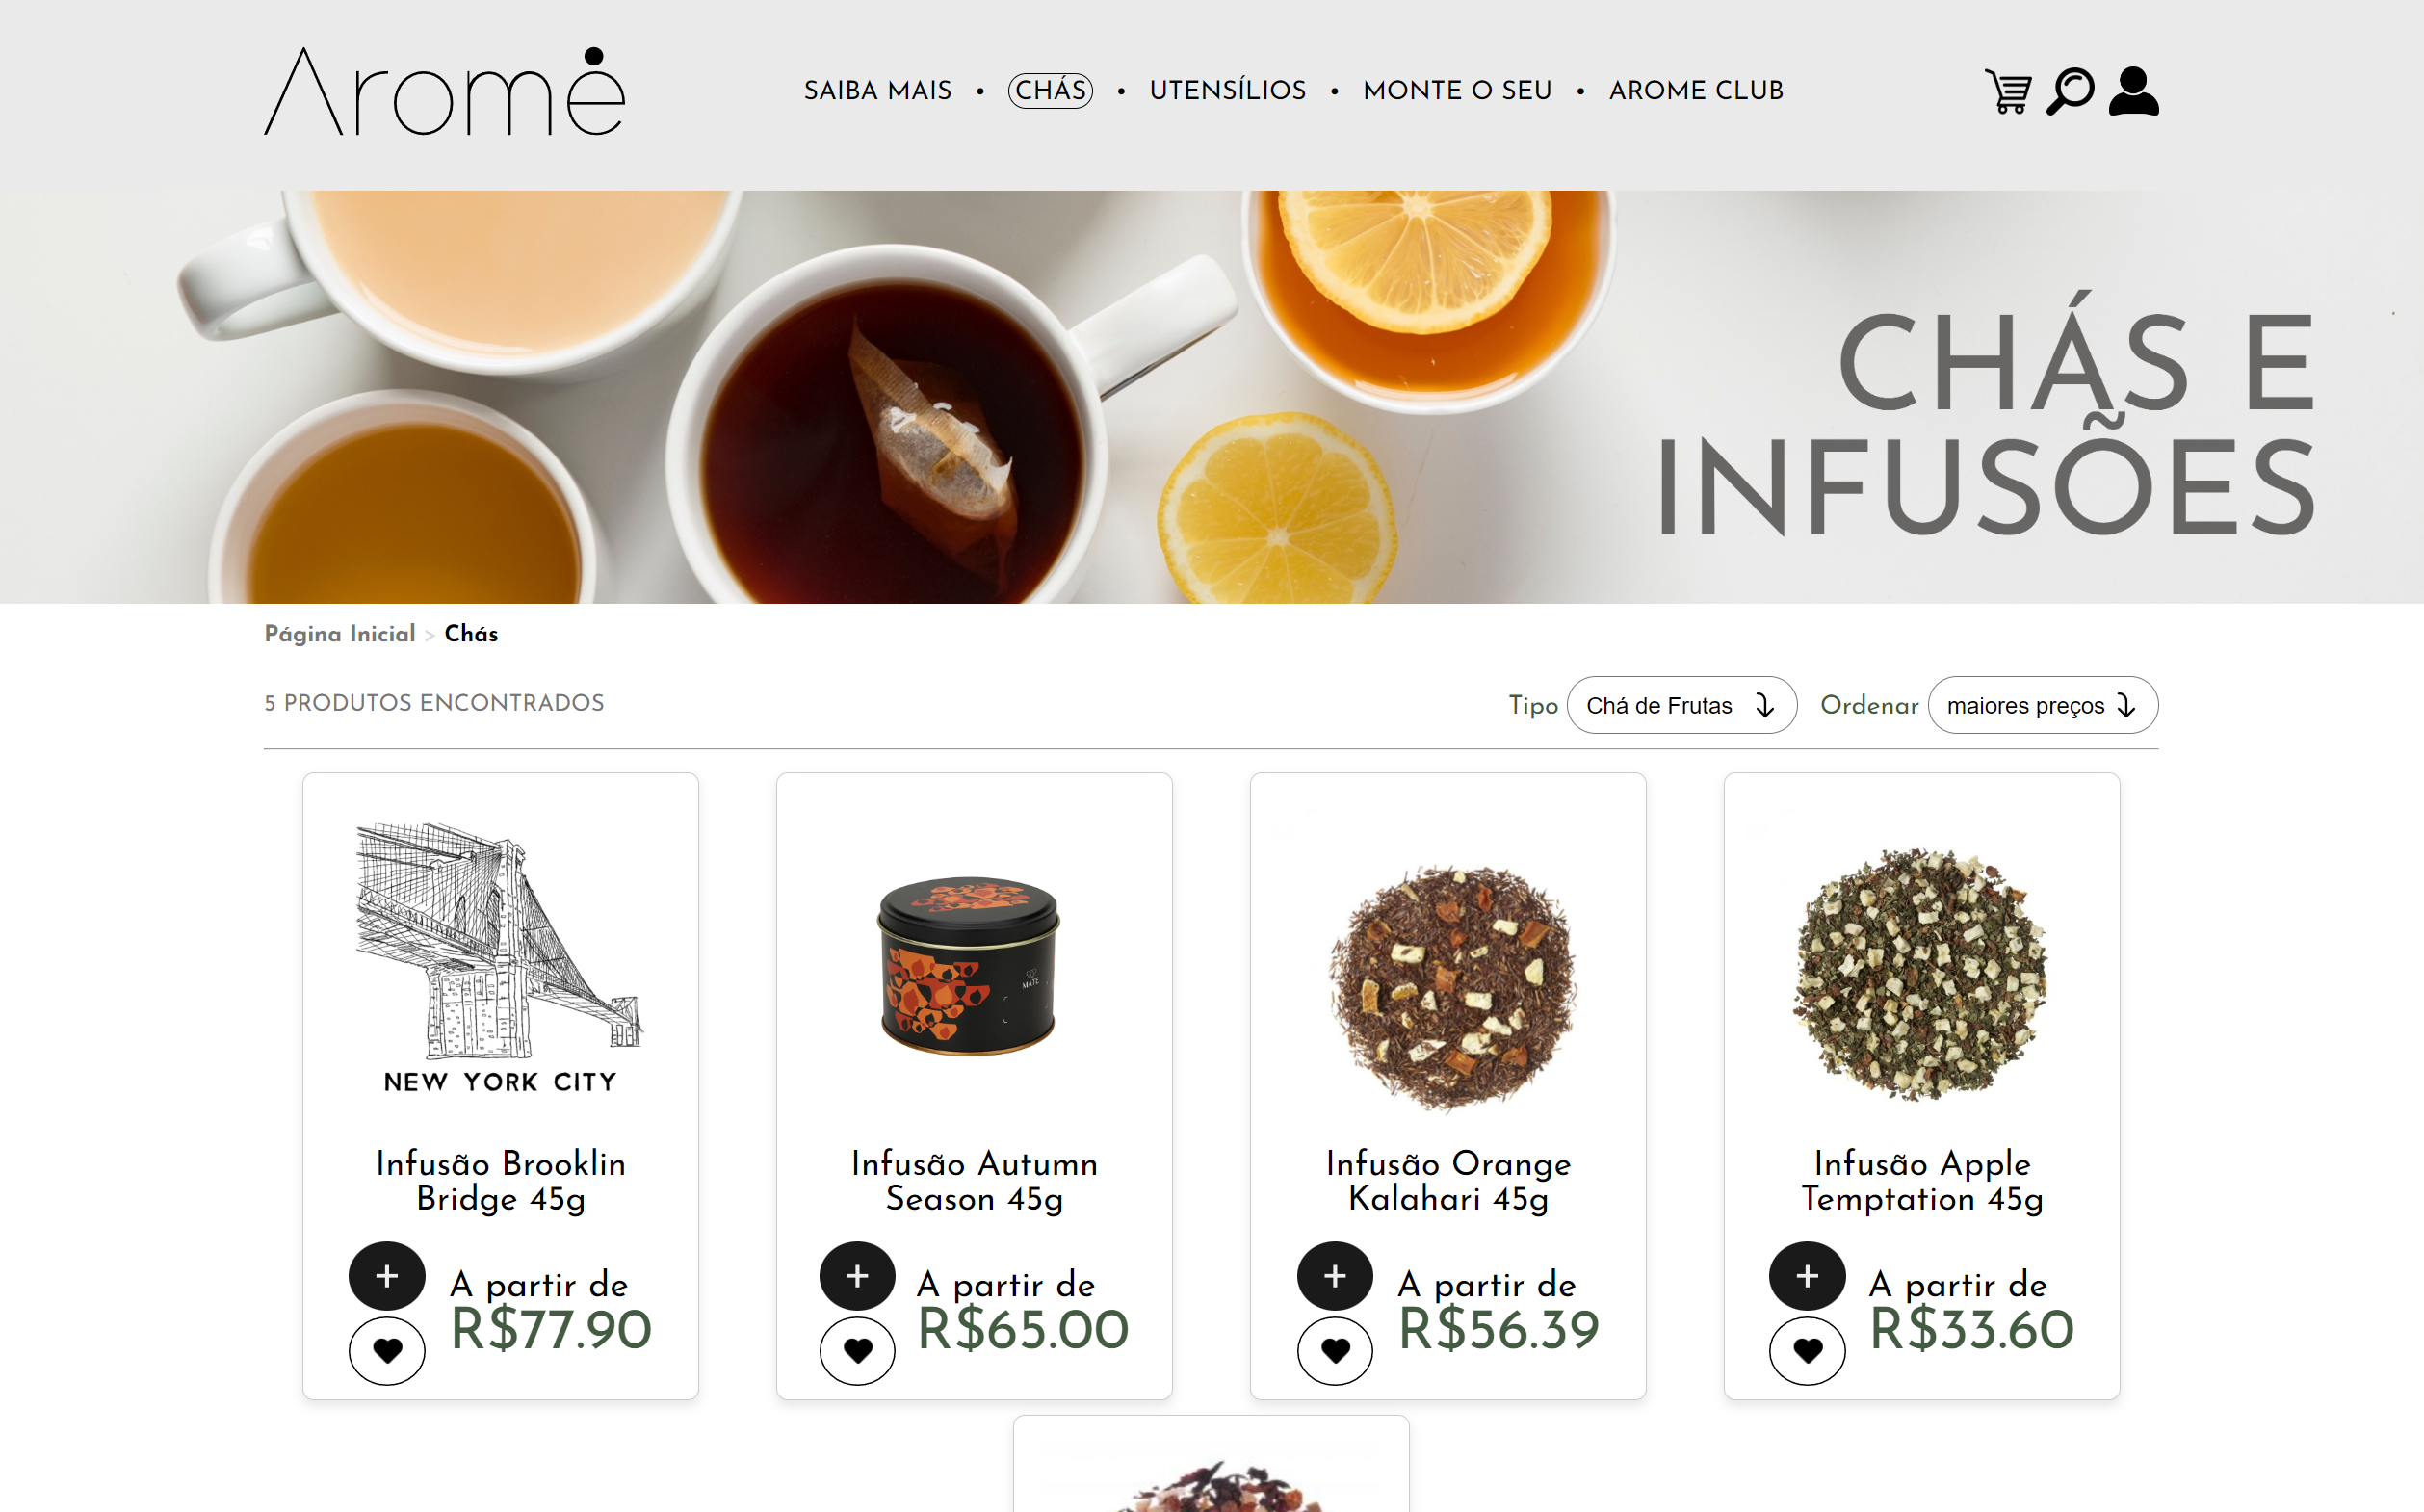 Aromė
SAIBA MAIS • CHÁS • UTENSÍLIOS • MONTE O SEU • AROME CLUB
CHÁS E
INFUSÕES
Página Inicial > Chás
5 PRODUTOS ENCONTRADOS
Tipo Chá de Frutas Ordenar maiores preços
NEW YORK CITY
Infusão Brooklin
Bridge 45g
+
A partir de
R$77.90
MATE
Infusão Autumn
Season 45g
+
A partir de
R$65.00
Infusão Orange
Kalahari 45g
+
A partir de
R$56.39
Infusão Apple
Temptation 45g
+
A partir de
R$33.60